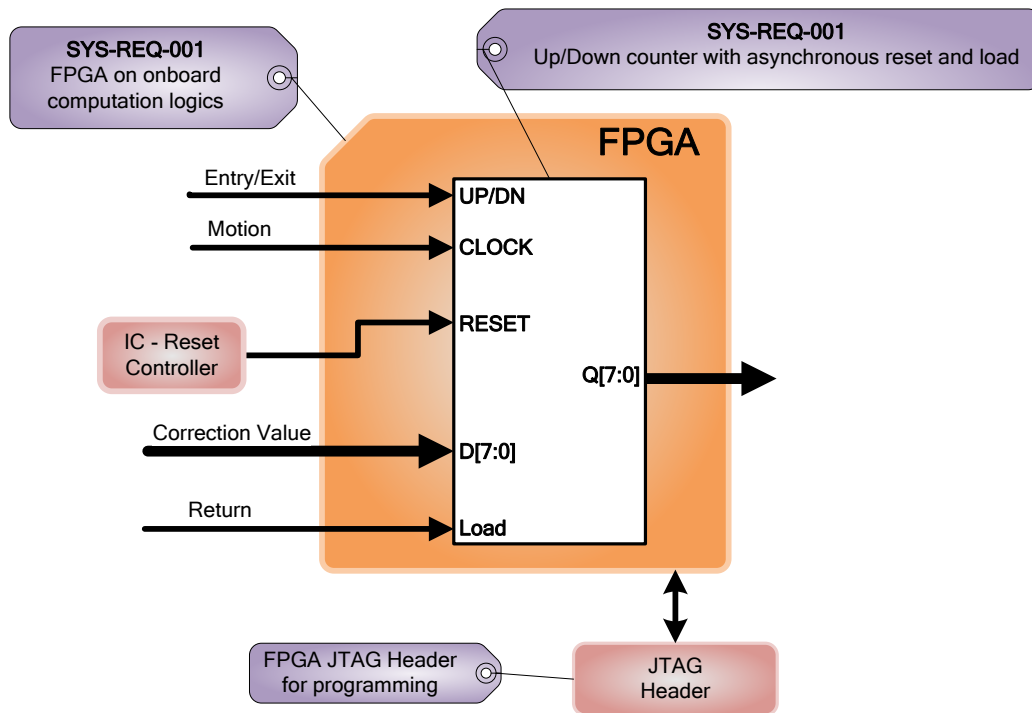 SYS-REQ-001
FPGA on onboard
computation logics
SYS-REQ-001
Up/Down counter with asynchronous reset and load
FPGA
Entry/Exit
UP/DN
Motion
CLOCK
RESET
IC - Reset
Controller
Q[7:0]
Correction Value
D[7:0]
Return
Load
FPGA JTAG Header
for programming
JTAG
Header